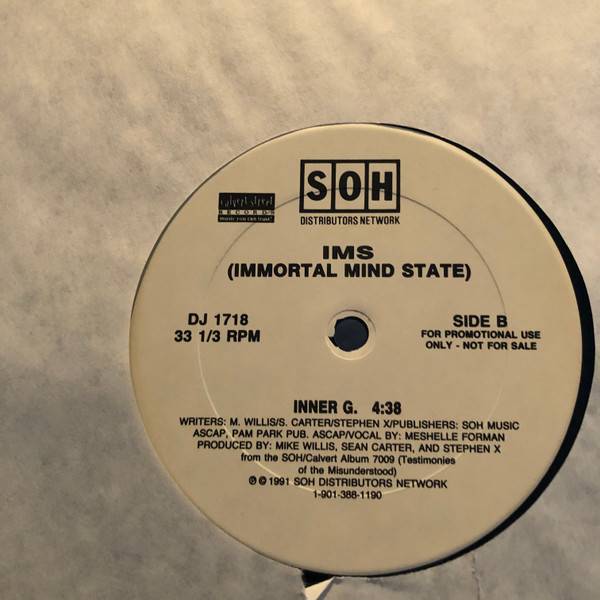 SOH
DISTRIBUTORS NETWORK
Calvert Street
RECORDS
IMS
(IMMORTAL MIND STATE)
DJ 1718
33 1/3 RPM
SIDE B
FOR PROMOTIONAL USE
ONLY - NOT FOR SALE
INNER G. 4:38
WRITERS: M. WILLIS/S. CARTER/STEPHEN X/PUBLISHERS: SOH MUSIC
ASCAP, PAM PARK PUB. ASCAP/VOCAL BY: MESHELLE FORMAN
PRODUCED BY: MIKE WILLIS, SEAN CARTER, AND STEPHEN X
from the SOH/Calvert Album 7009 (Testimonies
of the Misunderstood)
℗ © 1991 SOH DISTRIBUTORS NETWORK
1-901-388-1190